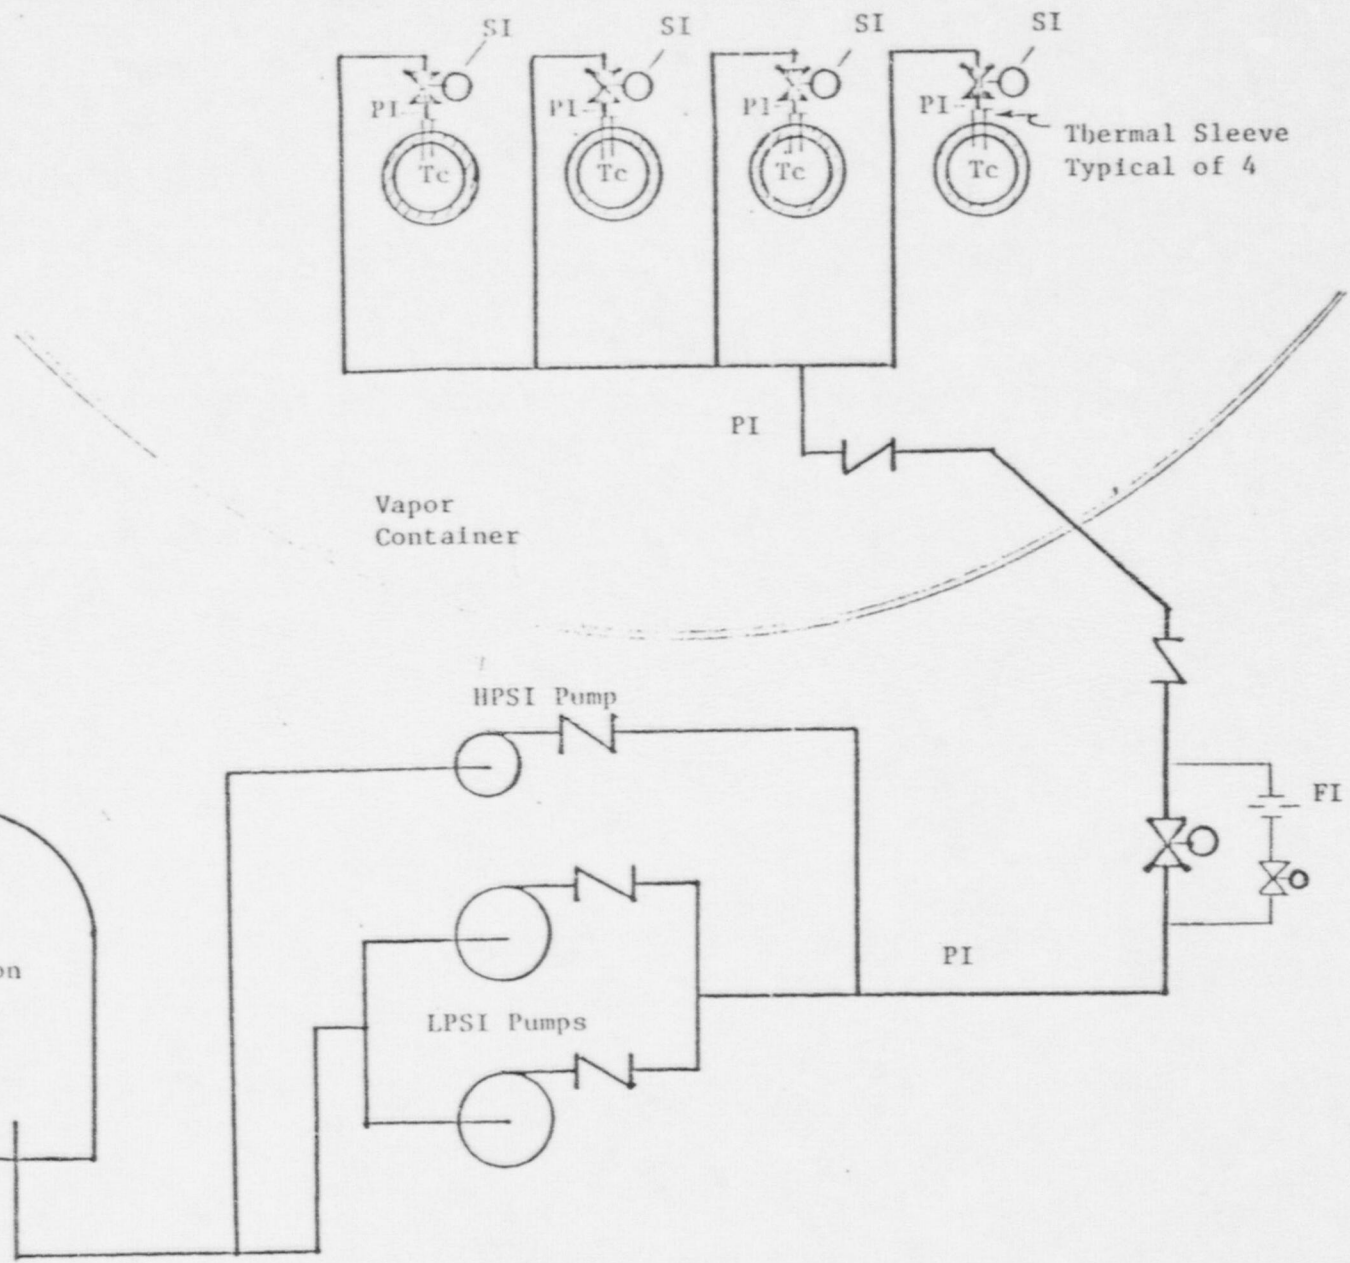 SI
SI
SI
SI
PI
PI
PI
PI
Tc
Tc
Tc
Tc
Thermal Sleeve
Typical of 4
PI
Vapor
Container
HPSI Pump
FI
PI
on
LPSI Pumps